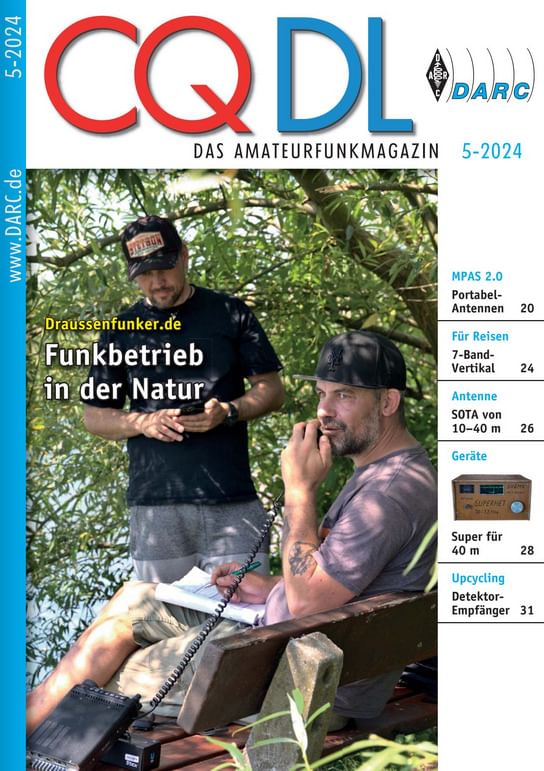 5-2024
www.DARC.de
CQ DL
DARC
DARC
DAS AMATEURFUNKMAGAZIN 5-2024
Draussenfunker.de
Funkbetrieb
in der Natur
MPAS 2.0
Portabel-
Antennen 20
Für Reisen
7-Band-
Vertikal 24
Antenne
SOTA von
10–40 m 26
Geräte
SUPERHET
Super für
40 m 28
Upcycling
Detektor-
Empfänger 31